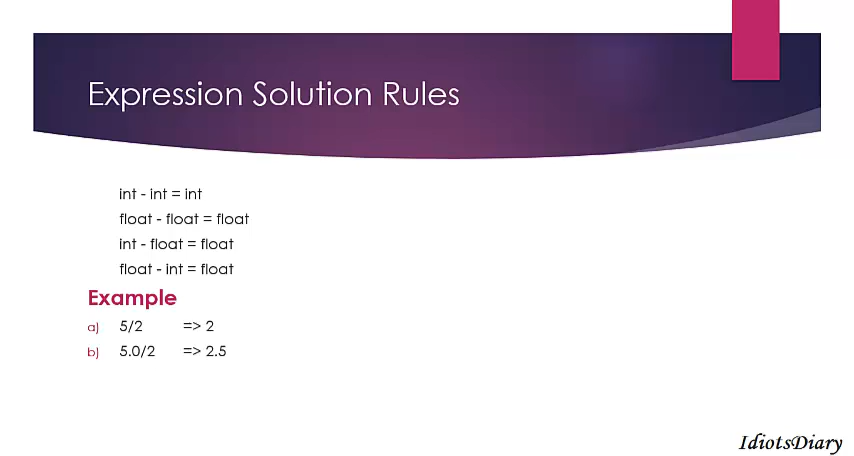 Expression Solution Rules
int - int = int
float - float = float
int - float = float
float - int = float
Example
a) 5/2 => 2
b) 5.0/2 => 2.5
IdiotsDiary